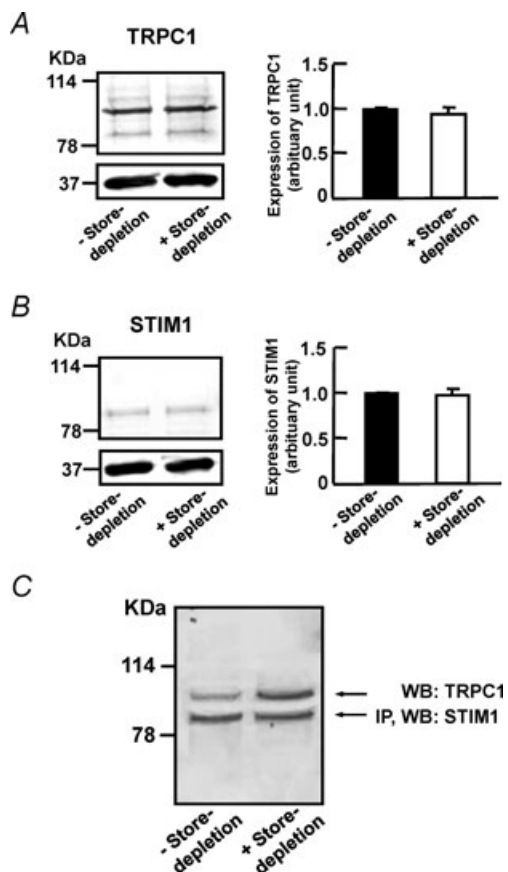 A
TRPC1
KDa
114
78
37
- Store-
depletion
+ Store-
depletion
Expression of TRPC1
(arbituary unit)
1.5
1.0
0.5
0
- Store-
depletion
+ Store-
depletion
B
STIM1
KDa
114
78
37
- Store-
depletion
+ Store-
depletion
Expression of STIM1
(arbituary unit)
1.5
1.0
0.5
0
- Store-
depletion
+ Store-
depletion
C
KDa
114
78
WB: TRPC1
IP, WB: STIM1
- Store-
depletion
+ Store-
depletion